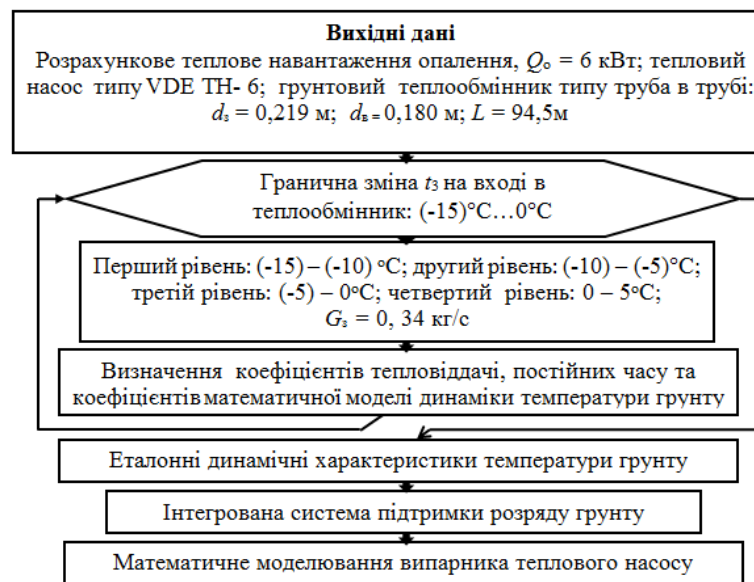 Вихідні дані
Розрахункове теплове навантаження опалення, Qо = 6 кВт; тепловий
насос типу VDE TH- 6; грунтовий теплообмінник типу труба в трубі:
dз = 0,219 м; dв = 0,180 м; L = 94,5м
Гранична зміна t3 на вході в
теплообмінник: (-15)°C…0°C
Перший рівень: (-15) – (-10) °C; другий рівень: (-10) – (-5)°C;
третій рівень: (-5) – 0°C; четвертий рівень: 0 – 5°C;
Gз = 0, 34 кг/с
Визначення коефіцієнтів тепловіддачі, постійних часу та
коефіцієнтів математичної моделі динаміки температури грунту
Еталонні динамічні характеристики температури грунту
Інтегрована система підтримки розряду грунту
Математичне моделювання випарника теплового насосу